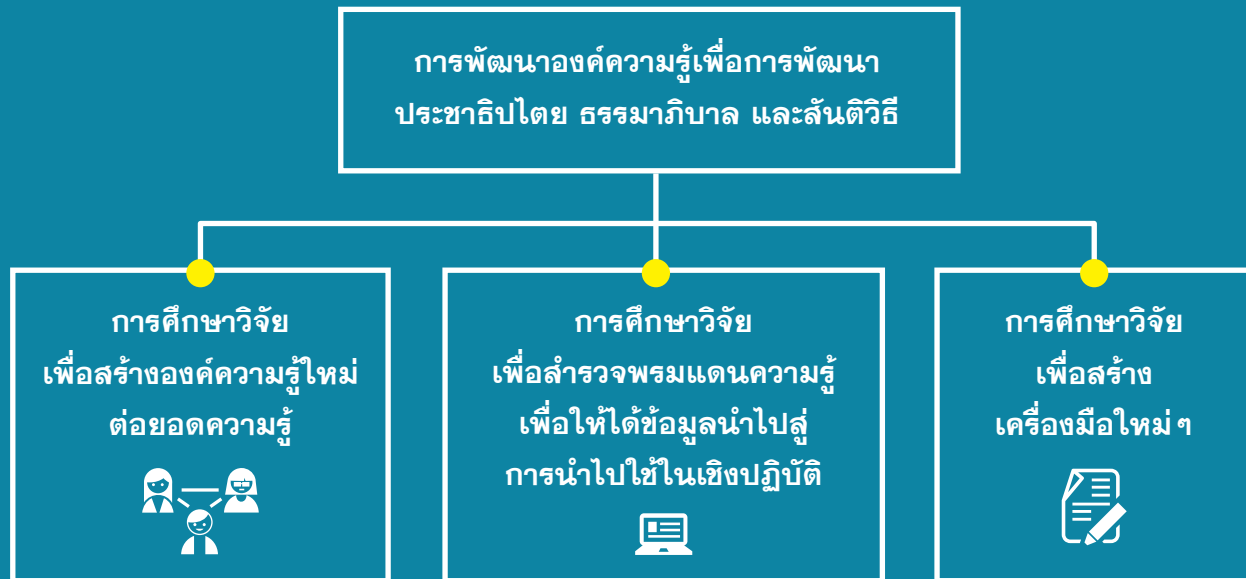 การพัฒนาองค์ความรู้เพื่อการพัฒนา
ประชาธิปไตย ธรรมาภิบาล และสันติวิธี
การศึกษาวิจัย
เพื่อสร้างองค์ความรู้ใหม่
ต่อยอดความรู้
การศึกษาวิจัย
เพื่อสำรวจพรมแดนความรู้
เพื่อให้ได้ข้อมูลนำไปสู่
การนำไปใช้ในเชิงปฏิบัติ
การศึกษาวิจัย
เพื่อสร้าง
เครื่องมือใหม่ ๆ